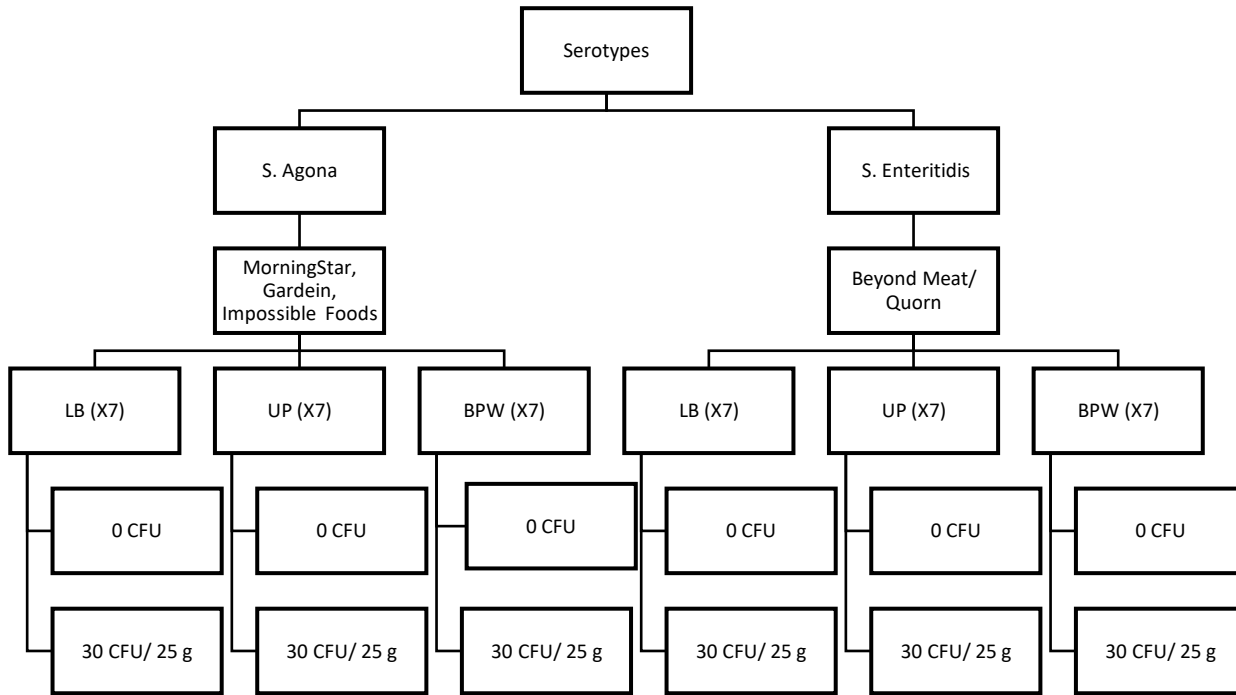 Serotypes
S. Agona
S. Enteritidis
MorningStar,
Gardein,
Impossible Foods
Beyond Meat/
Quorn
LB (X7)
UP (X7)
BPW (X7)
LB (X7)
UP (X7)
BPW (X7)
0 CFU
0 CFU
0 CFU
0 CFU
0 CFU
0 CFU
30 CFU/ 25 g
30 CFU/ 25 g
30 CFU/ 25 g
30 CFU/ 25 g
30 CFU/ 25 g
30 CFU/ 25 g